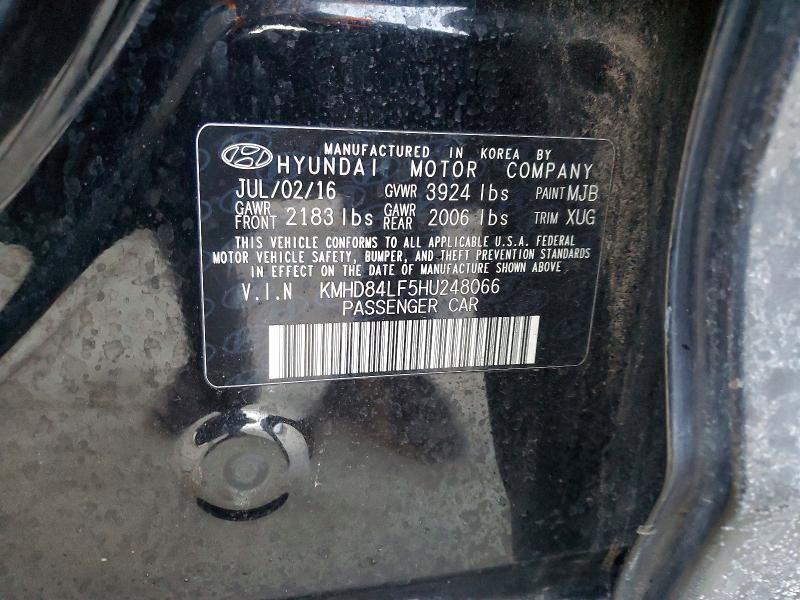 MANUFACTURED IN KOREA BY
HYUNDAI MOTOR COMPANY
JUL/02/16 GVWR 3924 lbs PAINT MJB
GAWR FRONT 2183 lbs GAWR REAR 2006 lbs TRIM XUG
THIS VEHICLE CONFORMS TO ALL APPLICABLE U.S.A. FEDERAL
MOTOR VEHICLE SAFETY, BUMPER, AND THEFT PREVENTION STANDARDS
IN EFFECT ON THE DATE OF MANUFACTURE SHOWN ABOVE
V.I.N KMHD84LF5HU248066
PASSENGER CAR